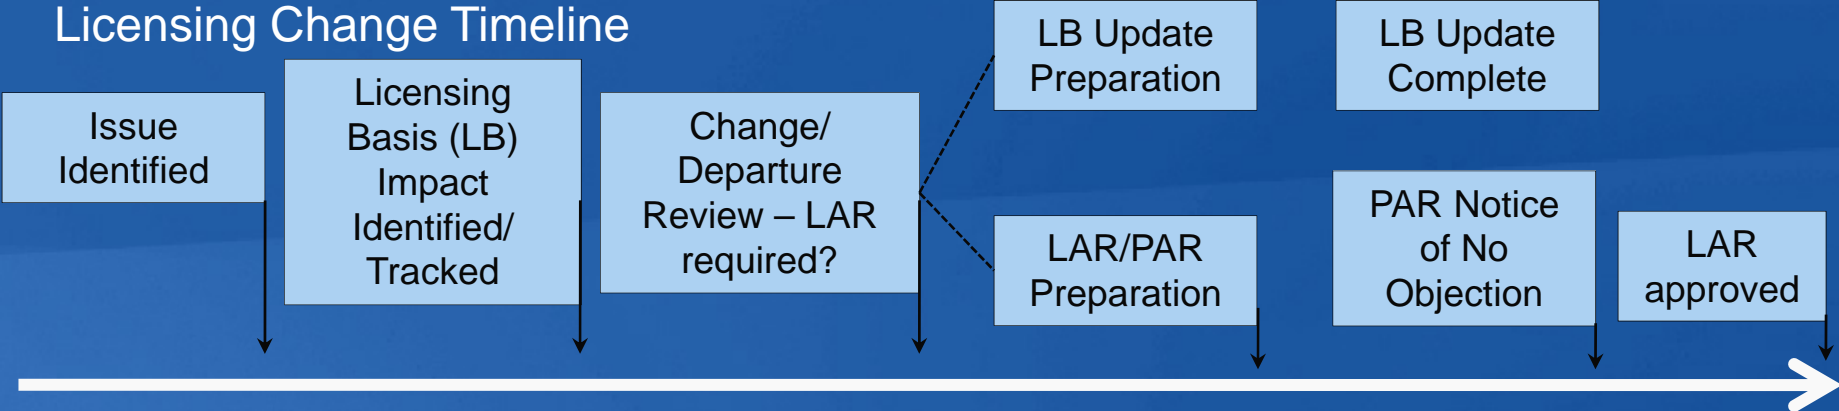 Licensing Change Timeline
Issue
Identified
Licensing
Basis (LB)
Impact
Identified/
Tracked
Change/
Departure
Review – LAR
required?
LB Update
Preparation
LB Update
Complete
LAR/PAR
Preparation
PAR Notice
of No
Objection
LAR
approved